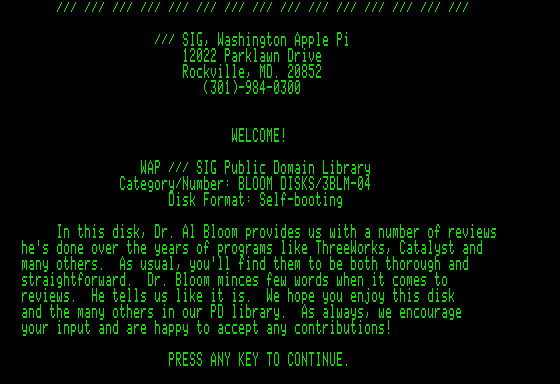 /// /// /// /// /// /// /// /// /// /// /// /// /// /// ///
/// SIG, Washington Apple Pi
12022 Parklawn Drive
Rockville, MD. 20852
(301)-984-0300
WELCOME!
WAP /// SIG Public Domain Library
Category/Number: BLOOM DISKS/3BLM-04
Disk Format: Self-booting
In this disk, Dr. Al Bloom provides us with a number of reviews
he's done over the years of programs like ThreeWorks, Catalyst and
many others.  As usual, you'll find them to be both thorough and
straightforward.  Dr. Bloom minces few words when it comes to
reviews.  He tells us like it is.  We hope you enjoy this disk
and the many others in our PD library.  As always, we encourage
your input and are happy to accept any contributions!
PRESS ANY KEY TO CONTINUE.